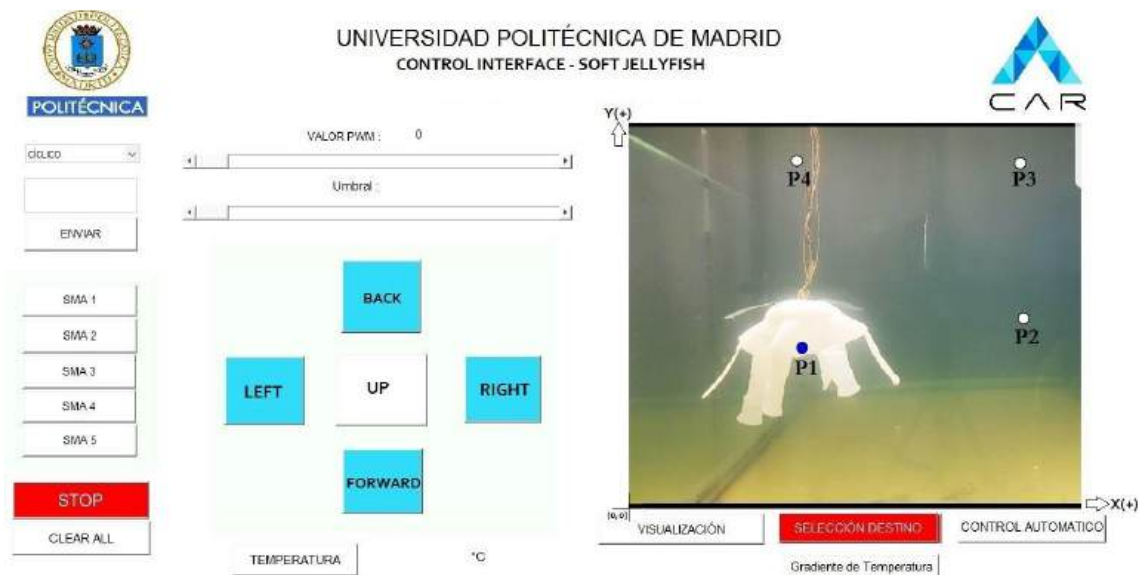 UNIVERSIDAD POLITÉCNICA DE MADRID
CONTROL INTERFACE - SOFT JELLYFISH
POLITÉCNICA
CAR
CÍCLICO
ENVIAR
SMA 1
SMA 2
SMA 3
SMA 4
SMA 5
STOP
CLEAR ALL
VALOR PWM : 0
Umbral :
BACK
LEFT
UP
RIGHT
FORWARD
TEMPERATURA
°C
Y(+)
P4
P3
P2
P1
(0,0)
X(+)
VISUALIZACIÓN
SELECCIÓN DESTINO
CONTROL AUTOMATICO
Gradiente de Temperatura